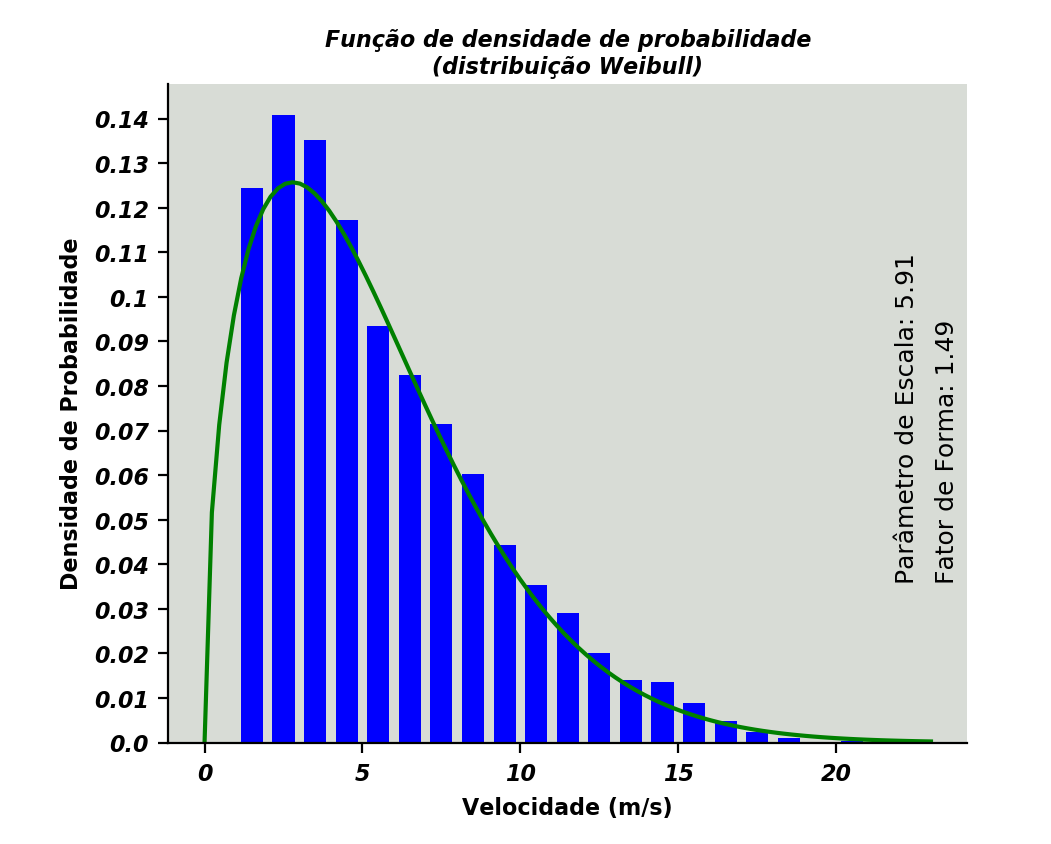 Função de densidade de probabilidade
(distribuição Weibull)
Densidade de Probabilidade
0.14
0.13
0.12
0.11
0.1
0.09
0.08
0.07
0.06
0.05
0.04
0.03
0.02
0.01
0.0
Parâmetro de Escala: 5.91
Fator de Forma: 1.49
0 5 10 15 20
Velocidade (m/s)